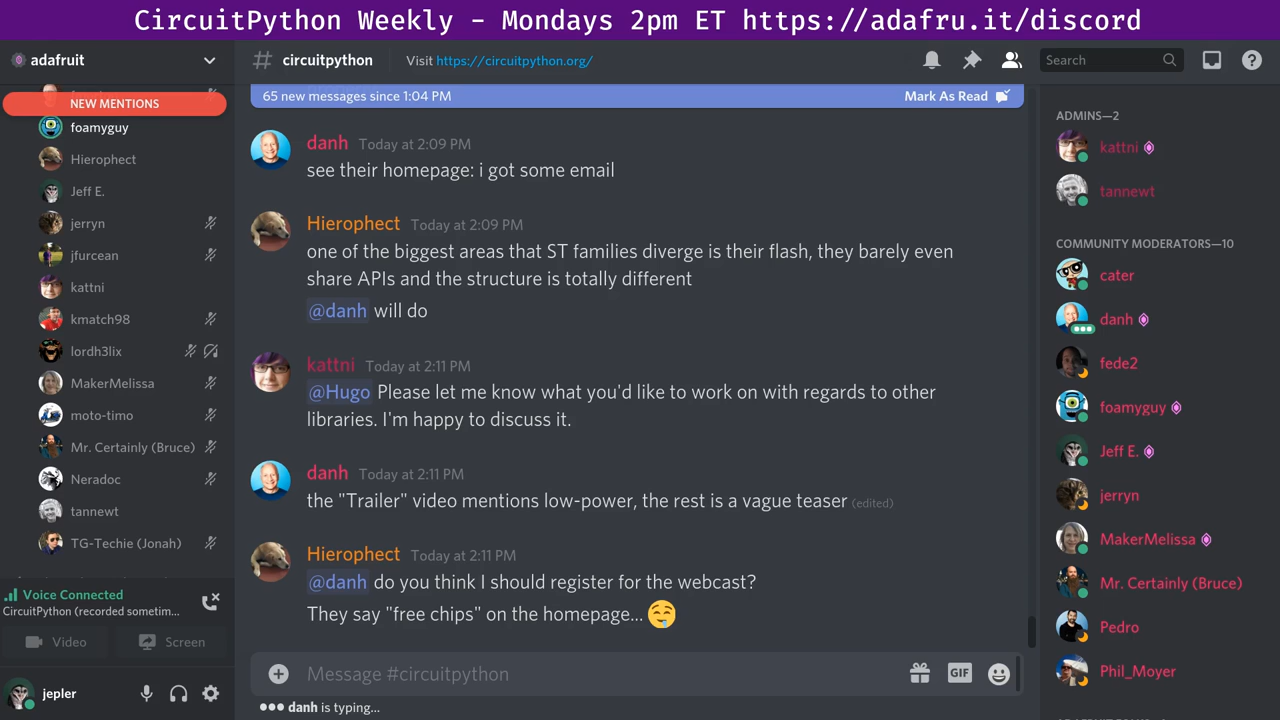 CircuitPython Weekly - Mondays 2pm ET https://adafru.it/discord
adafruit
NEW MENTIONS
foamyguy
Hierophect
Jeff E.
jerryn
jfurcean
kattni
kmatch98
lordh3lix
MakerMelissa
moto-timo
Mr. Certainly (Bruce)
Neradoc
tannewt
TG-Techie (Jonah)
Voice Connected
CircuitPython (recorded sometim...
Video
Screen
jepler
# circuitpython
Visit https://circuitpython.org/
Search
65 new messages since 1:04 PM
Mark As Read
danh Today at 2:09 PM
see their homepage: i got some email
Hierophect Today at 2:09 PM
one of the biggest areas that ST families diverge is their flash, they barely even
share APIs and the structure is totally different
@danh will do
kattni Today at 2:11 PM
@Hugo Please let me know what you'd like to work on with regards to other
libraries. I'm happy to discuss it.
danh Today at 2:11 PM
the "Trailer" video mentions low-power, the rest is a vague teaser (edited)
Hierophect Today at 2:11 PM
@danh do you think I should register for the webcast?
They say "free chips" on the homepage...
Message #circuitpython
GIF
danh is typing...
ADMINS—2
kattni
tannewt
COMMUNITY MODERATORS—10
cater
danh
fede2
foamyguy
Jeff E.
jerryn
MakerMelissa
Mr. Certainly (Bruce)
Pedro
Phil_Moyer